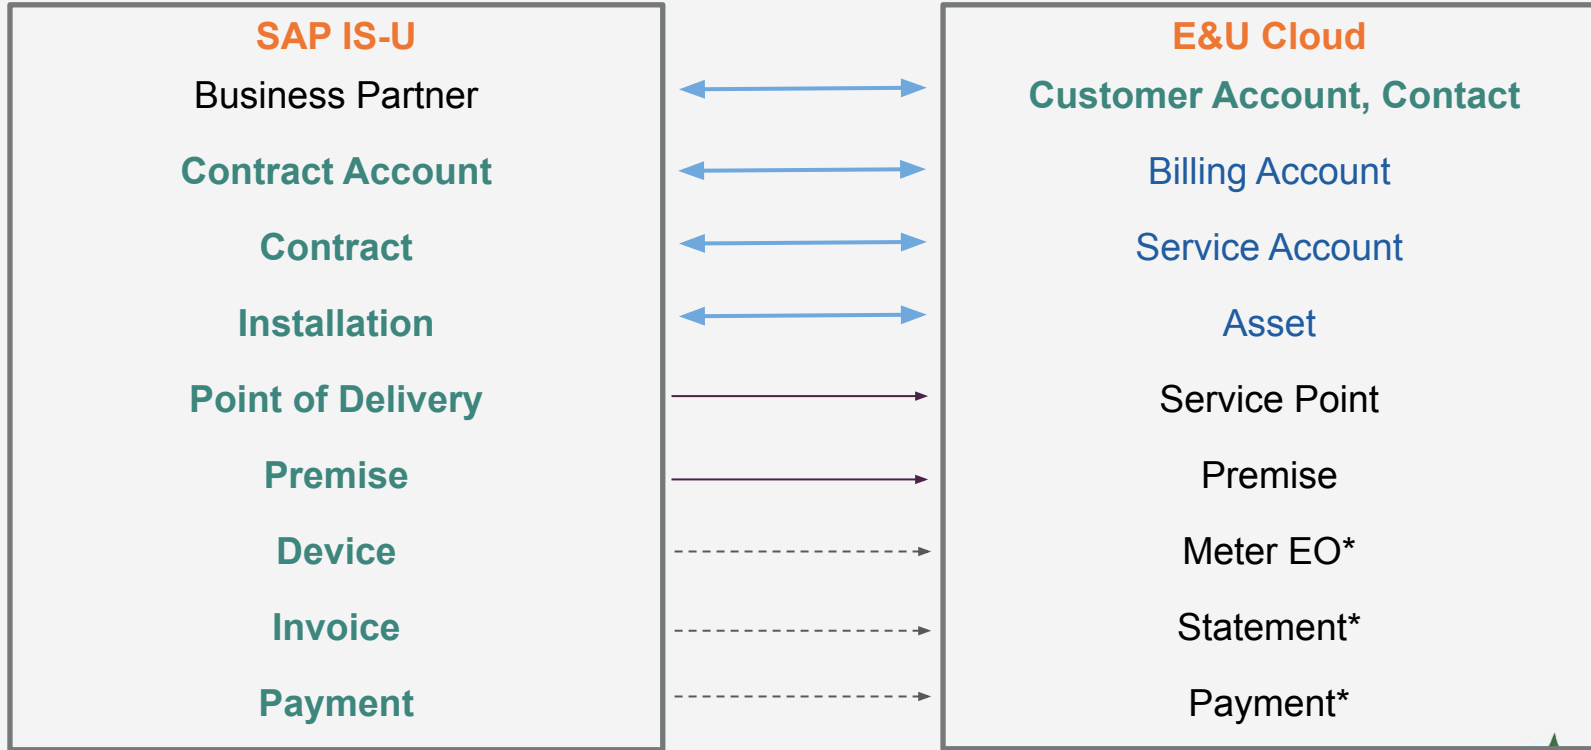 SAP IS-U
E&U Cloud
Business Partner
Customer Account, Contact
Contract Account
Billing Account
Contract
Service Account
Installation
Asset
Point of Delivery
Service Point
Premise
Premise
Device
Meter EO*
Invoice
Statement*
Payment
Payment*